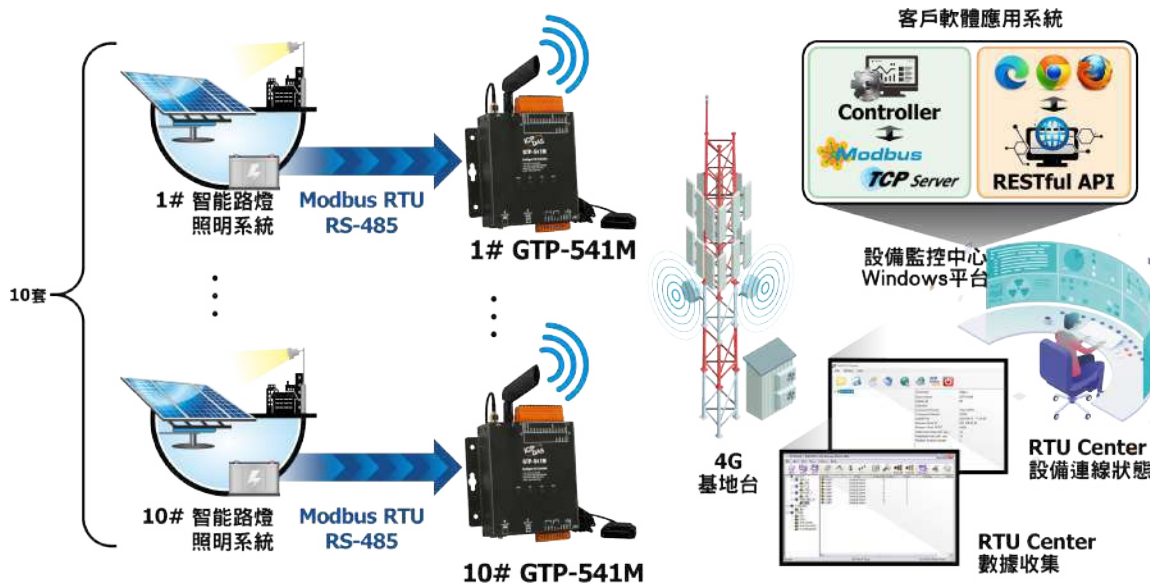 客戶軟體應用系統
Controller
Modbus
TCP Server
RESTful API
1# 智能路燈
照明系統
Modbus RTU
RS-485
GTP-541M
1# GTP-541M
10套
設備監控中心
Windows平台
10# 智能路燈
照明系統
Modbus RTU
RS-485
GTP-541M
10# GTP-541M
4G
基地台
RTU Center
設備連線狀態
RTU Center
數據收集